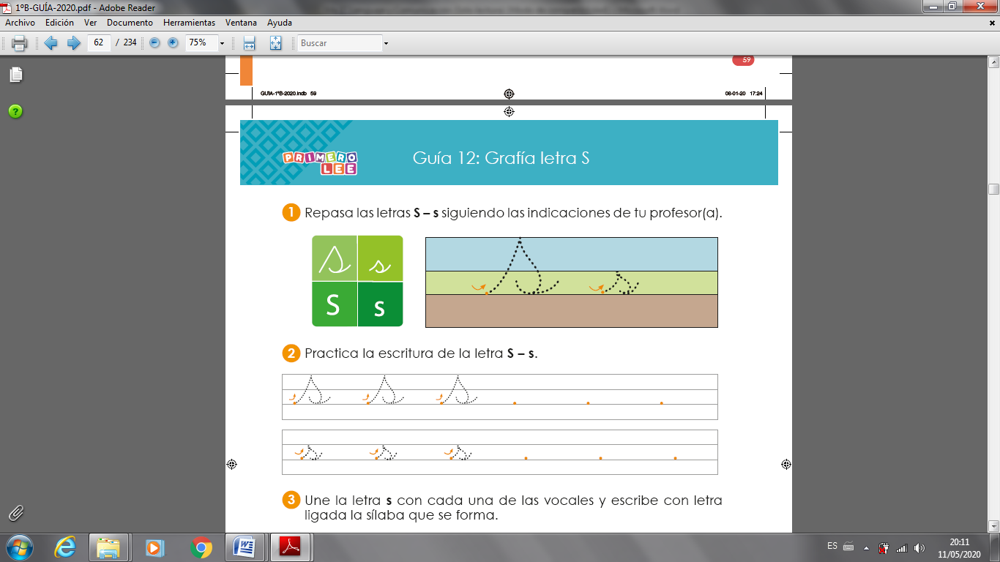 1ºB-GUÍA-2020.pdf - Adobe Reader
Archivo Edición Ver Documento Herramientas Ventana Ayuda
62 / 234 75% Buscar
59
GUIA-1ºB-2020.indb 59 08-01-20 17:24
PRIMERO LEE
Guía 12: Grafía letra S
1 Repasa las letras S – s siguiendo las indicaciones de tu profesor(a).
S s
S s
S s
2 Practica la escritura de la letra S – s.
S S S
s s s
3 Une la letra s con cada una de las vocales y escribe con letra
ligada la sílaba que se forma.
ES 20:11
11/05/2020